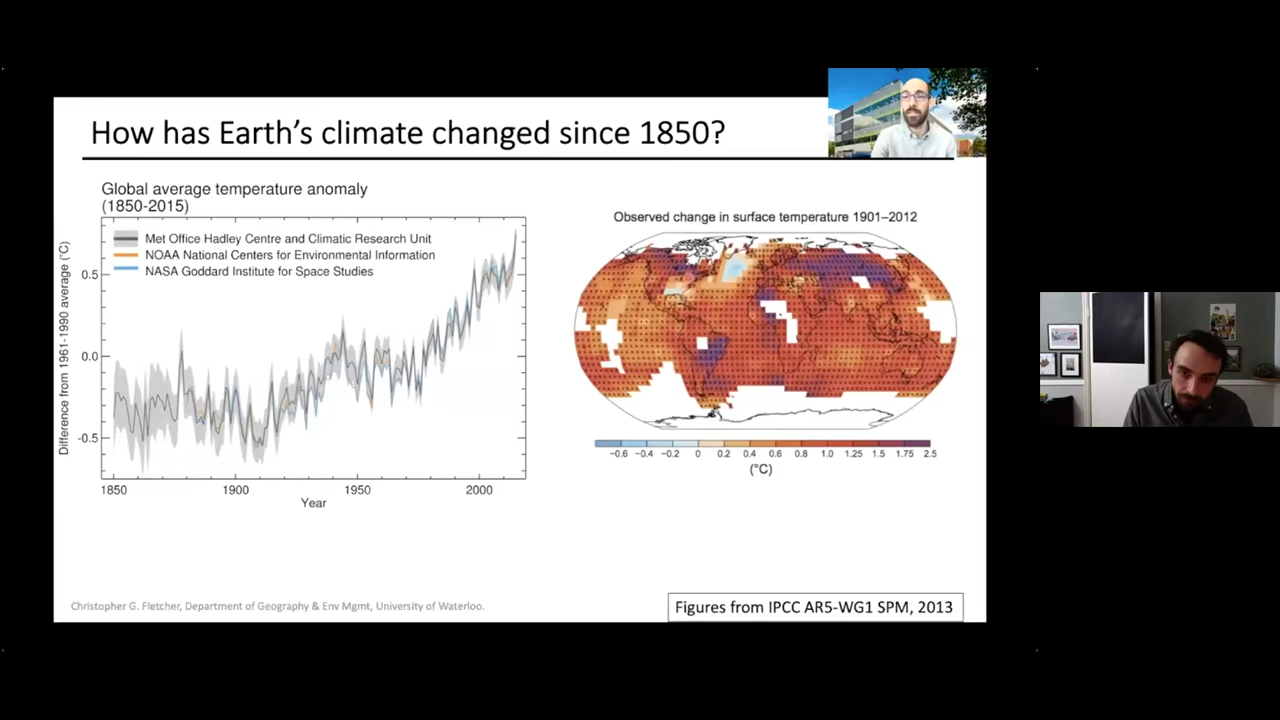 How has Earth's climate changed since 1850?
Global average temperature anomaly
(1850-2015)
Met Office Hadley Centre and Climatic Research Unit
NOAA National Centers for Environmental Information
NASA Goddard Institute for Space Studies
Difference from 1961-1990 average (°C)
0.5
0.0
-0.5
1850 1900 1950 2000
Year
Observed change in surface temperature 1901–2012
−0.6 −0.4 −0.2 0 0.2 0.4 0.6 0.8 1.0 1.25 1.5 1.75 2.5
(°C)
Christopher G. Fletcher, Department of Geography & Env Mgmt, University of Waterloo.
Figures from IPCC AR5-WG1 SPM, 2013